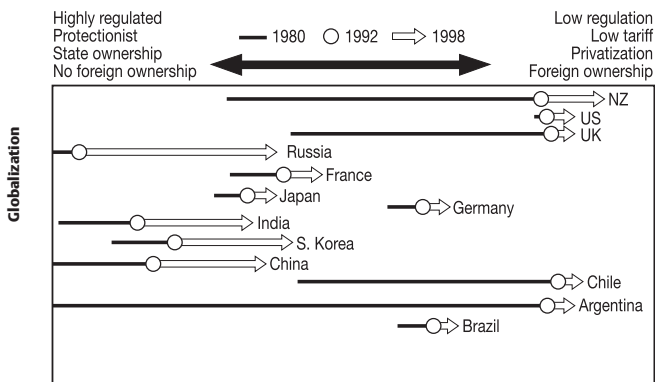 Highly regulated
Protectionist
State ownership
No foreign ownership
1980 1992 1998
Low regulation
Low tariff
Privatization
Foreign ownership
Globalization
NZ
US
UK
Russia
France
Japan
Germany
India
S. Korea
China
Chile
Argentina
Brazil